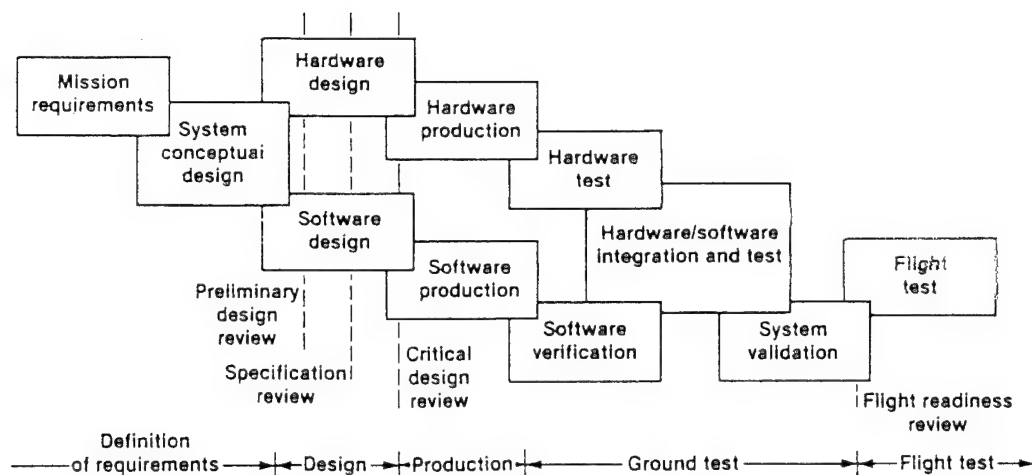 Mission
requirements
System
conceptual
design
Hardware
design
Hardware
production
Hardware
test
Software
design
Software
production
Software
verification
Hardware/software
integration and test
System
validation
Flight
test
Preliminary
design
review
Specification
review
Critical
design
review
Flight readiness
review
Definition
of requirements
Design
Production
Ground test
Flight test